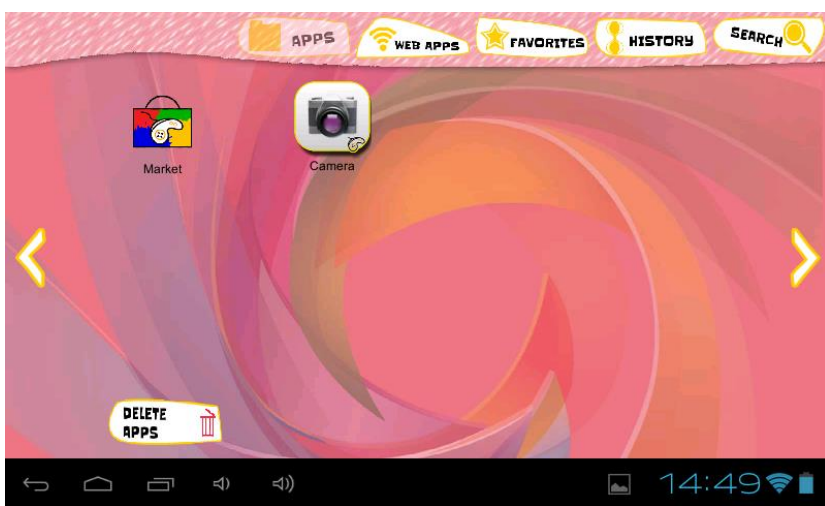 APPS
WEB APPS
FAVORITES
HISTORY
SEARCH
Market
Camera
DELETE
APPS
14:49